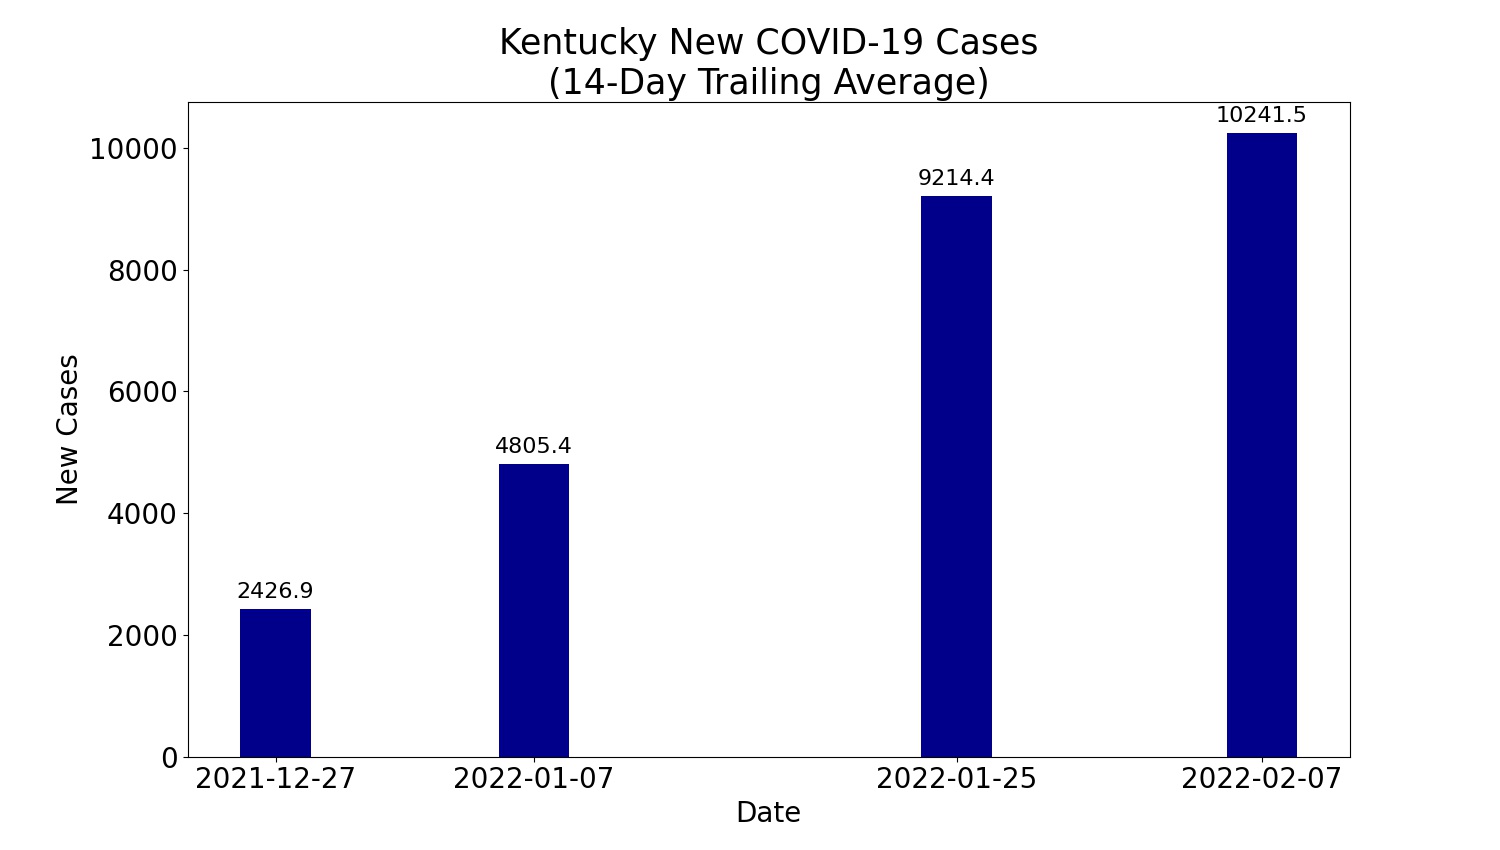 Kentucky New COVID-19 Cases
(14-Day Trailing Average)
10241.5
10000
9214.4
8000
6000
New Cases
4805.4
4000
2426.9
2000
0
2021-12-27 2022-01-07 2022-01-25 2022-02-07
Date